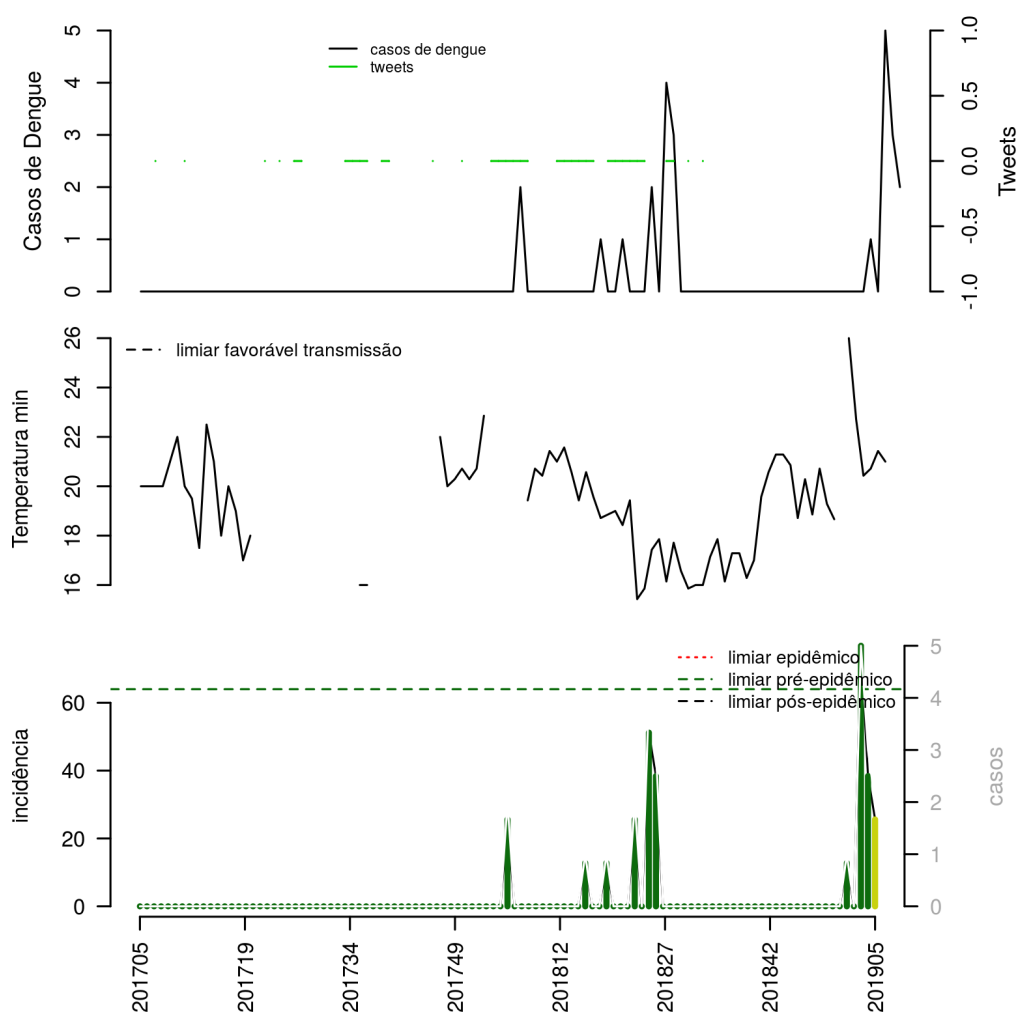 casos de dengue
tweets
Casos de Dengue
0 1 2 3 4 5
Tweets
-1.0 -0.5 0.0 0.5 1.0
limiar favorável transmissão
Temperatura min
16 18 20 22 24 26
limiar epidêmico
limiar pré-epidêmico
limiar pós-epidêmico
incidência
0 20 40 60
casos
0 1 2 3 4 5
201705 201719 201734 201749 201812 201827 201842 201905